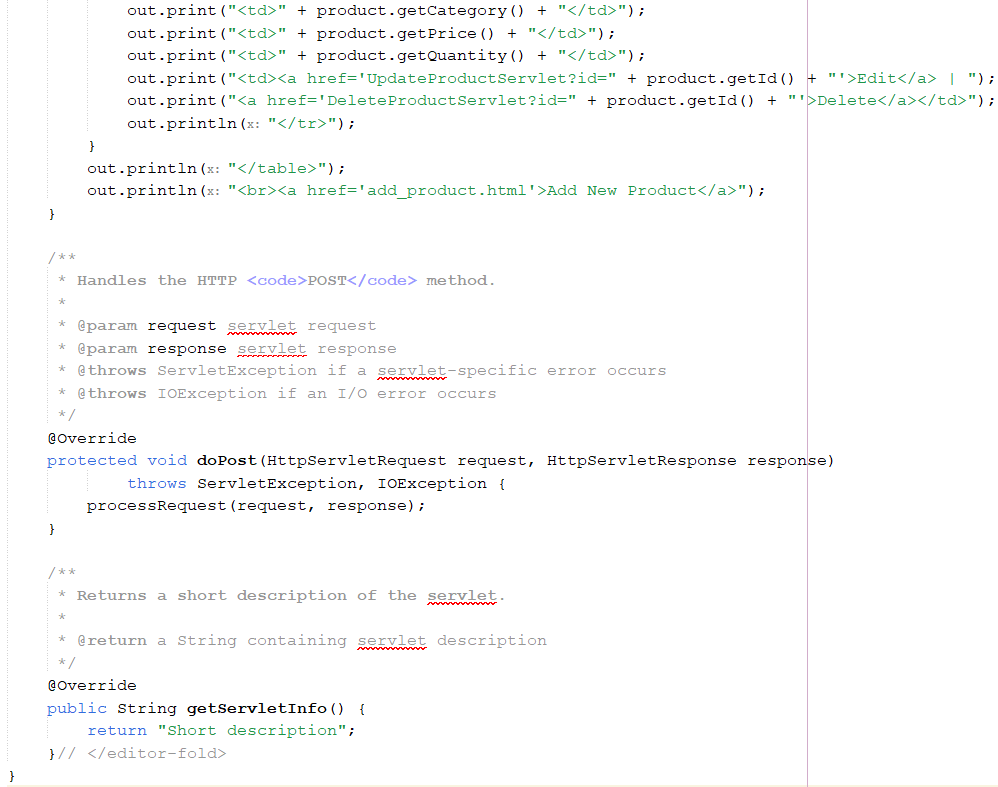 out.print("<td>" + product.getCategory() + "</td>");
out.print("<td>" + product.getPrice() + "</td>");
out.print("<td>" + product.getQuantity() + "</td>");
out.print("<td><a href='UpdateProductServlet?id=" + product.getId() + "'>Edit</a> | ");
out.print("<a href='DeleteProductServlet?id=" + product.getId() + "'>Delete</a></td>");
out.println(x: "</tr>");
}
out.println(x: "</table>");
out.println(x: "<br><a href='add_product.html'>Add New Product</a>");
}
/**
* Handles the HTTP <code>POST</code> method.
*
* @param request servlet request
* @param response servlet response
* @throws ServletException if a servlet-specific error occurs
* @throws IOException if an I/O error occurs
*/
@Override
protected void doPost(HttpServletRequest request, HttpServletResponse response)
throws ServletException, IOException {
processRequest(request, response);
}
/**
* Returns a short description of the servlet.
*
* @return a String containing servlet description
*/
@Override
public String getServletInfo() {
return "Short description";
}// </editor-fold>
}